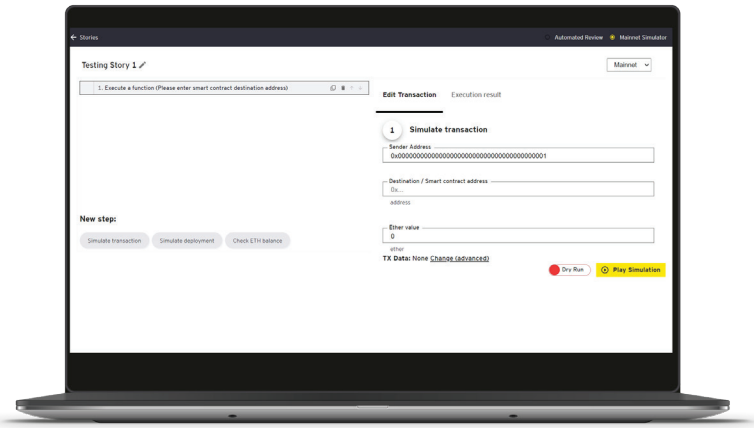 Stories
Automated Review
Mainnet Simulator
Testing Story 1
Mainnet
1. Execute a function (Please enter smart contract destination address)
Edit Transaction
Execution result
1
Simulate transaction
Sender Address
0x0000000000000000000000000000000000000001
Destination / Smart contract address
0x...
address
New step:
Simulate transaction
Simulate deployment
Check ETH balance
Ether value
0
ether
TX Data: None Change (advanced)
Dry Run
Play Simulation